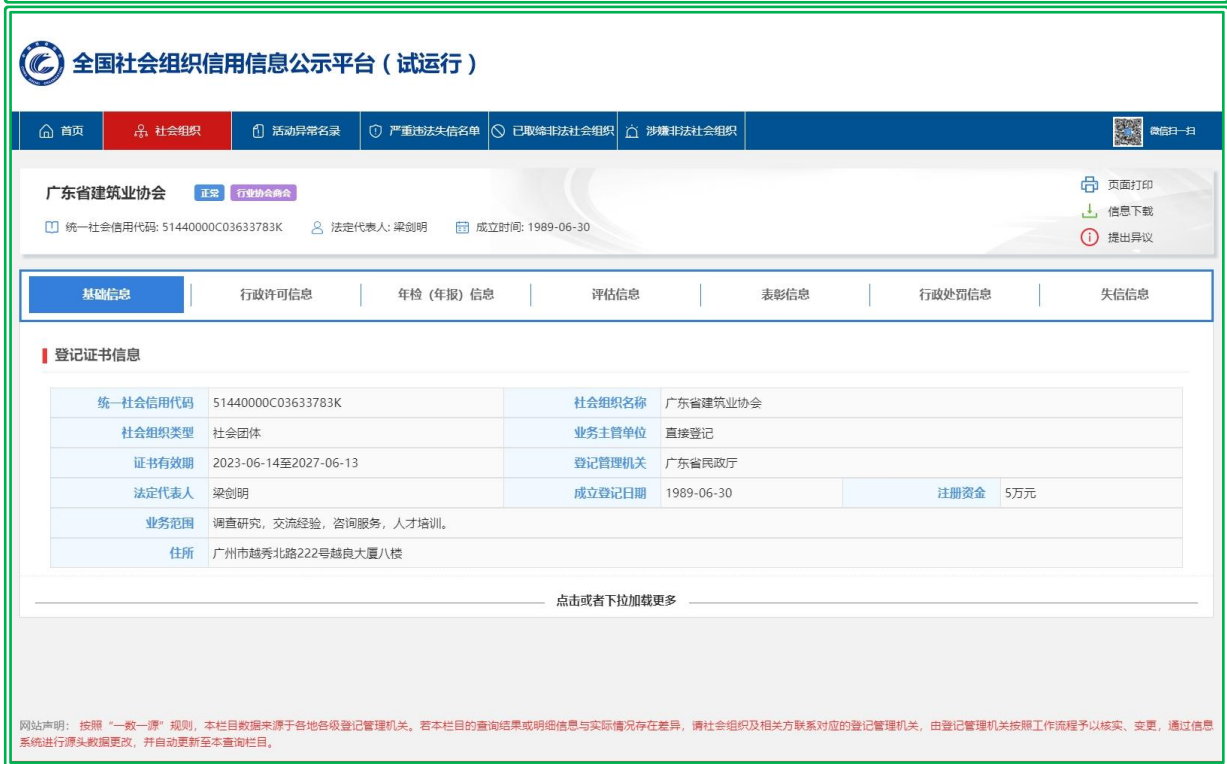 全国社会组织信用信息公示平台（试运行）
首页 社会组织 活动异常名录 严重违法失信名单 已取缔非法社会组织 涉嫌非法社会组织 微信扫一扫
广东省建筑业协会 正常 行业协会商会
统一社会信用代码: 51440000C03633783K 法定代表人: 梁剑明 成立时间: 1989-06-30
页面打印
信息下载
提出异议
基础信息 行政许可信息 年检（年报）信息 评估信息 表彰信息 行政处罚信息 失信信息
登记证书信息
统一社会信用代码 51440000C03633783K 社会组织名称 广东省建筑业协会
社会组织类型 社会团体 业务主管单位 直接登记
证书有效期 2023-06-14至2027-06-13 登记管理机关 广东省民政厅
法定代表人 梁剑明 成立登记日期 1989-06-30 注册资金 5万元
业务范围 调查研究，交流经验，咨询服务，人才培训。
住所 广州市越秀北路222号越良大厦八楼
点击或者下拉加载更多
网站声明： 按照“一数一源”规则，本栏目数据来源于各地各级登记管理机关。若本栏目的查询结果或明细信息与实际情况存在差异，请社会组织及相关方联系对应的登记管理机关，由登记管理机关按照工作流程予以核实、变更，通过信息
系统进行源头数据更改，并自动更新至本查询栏目。